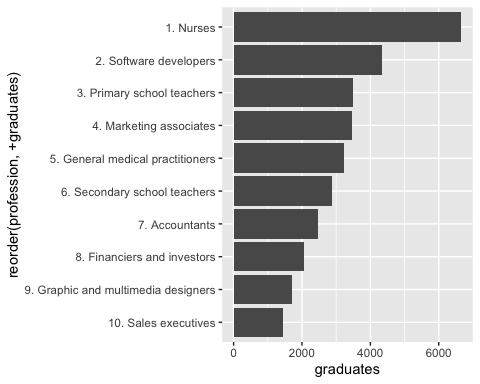 1. Nurses
2. Software developers
3. Primary school teachers
4. Marketing associates
5. General medical practitioners
6. Secondary school teachers
7. Accountants
8. Financiers and investors
9. Graphic and multimedia designers
10. Sales executives
reorder(profession, +graduates)
0 2000 4000 6000
graduates